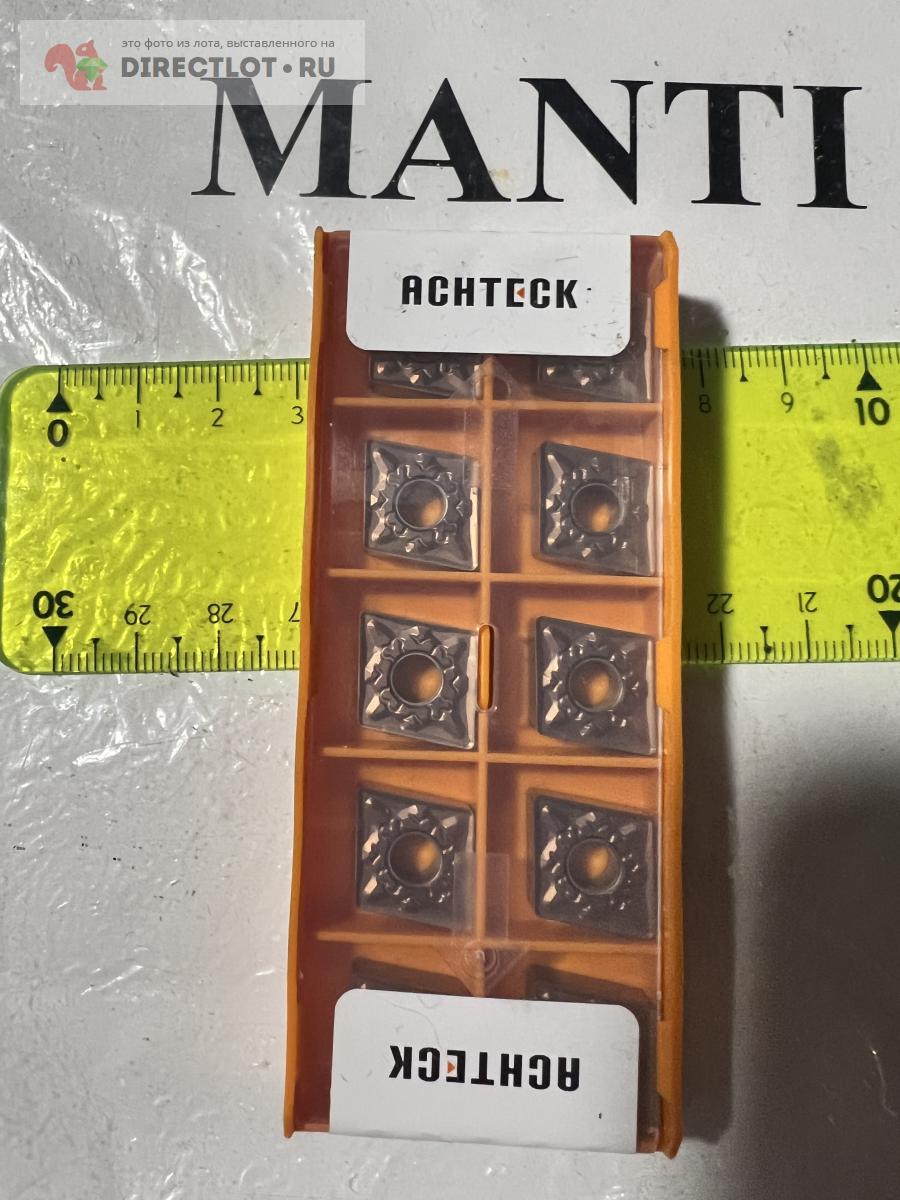 это фото из лота, выставленного на
DIRECTLOT.RU
MANTI
ACHTECK
0 1 2 3 8 9 10
30 29 28 7 22 21 20
ACHTECK